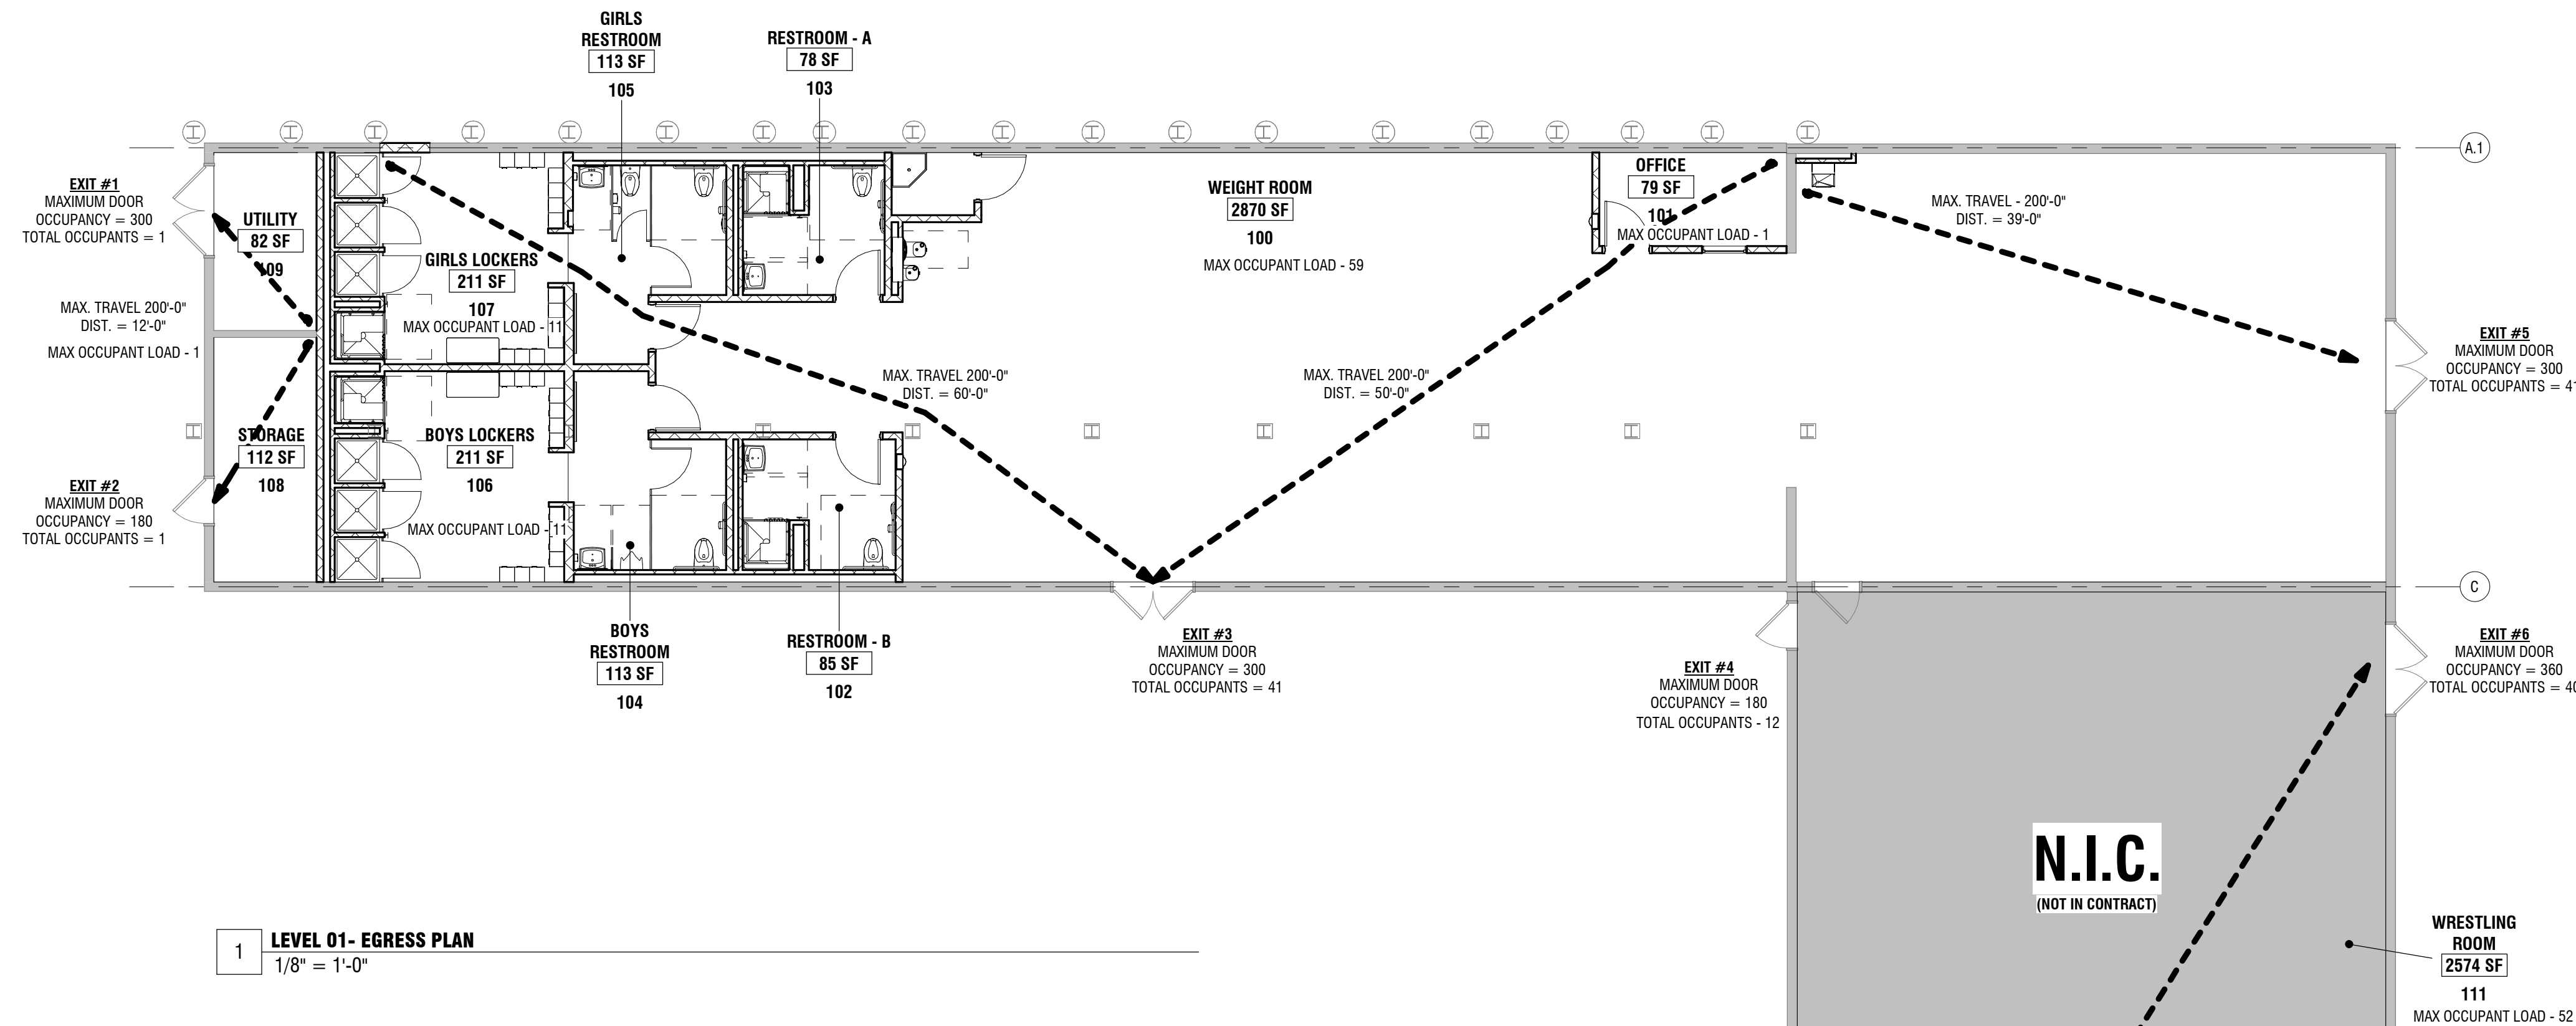 GIRLS
RESTROOM
113 SF
105
RESTROOM - A
78 SF
103
A.1
EXIT #1
MAXIMUM DOOR
OCCUPANCY = 300
TOTAL OCCUPANTS = 1
UTILITY
82 SF
109
MAX. TRAVEL 200'-0"
DIST. = 12'-0"
MAX OCCUPANT LOAD - 1
GIRLS LOCKERS
211 SF
107
MAX OCCUPANT LOAD - 11
WEIGHT ROOM
2870 SF
100
MAX OCCUPANT LOAD - 59
OFFICE
79 SF
101
MAX OCCUPANT LOAD - 1
MAX. TRAVEL - 200'-0"
DIST. = 39'-0"
EXIT #5
MAXIMUM DOOR
OCCUPANCY = 300
TOTAL OCCUPANTS = 41
MAX. TRAVEL 200'-0"
DIST. = 60'-0"
MAX. TRAVEL 200'-0"
DIST. = 50'-0"
STORAGE
112 SF
108
BOYS LOCKERS
211 SF
106
MAX OCCUPANT LOAD - 11
EXIT #2
MAXIMUM DOOR
OCCUPANCY = 180
TOTAL OCCUPANTS = 1
C
BOYS
RESTROOM
113 SF
104
RESTROOM - B
85 SF
102
EXIT #3
MAXIMUM DOOR
OCCUPANCY = 300
TOTAL OCCUPANTS = 41
EXIT #4
MAXIMUM DOOR
OCCUPANCY = 180
TOTAL OCCUPANTS - 12
EXIT #6
MAXIMUM DOOR
OCCUPANCY = 360
TOTAL OCCUPANTS = 40
N.I.C.
(NOT IN CONTRACT)
WRESTLING
ROOM
2574 SF
111
MAX OCCUPANT LOAD - 52
1
LEVEL 01- EGRESS PLAN
1/8" = 1'-0"